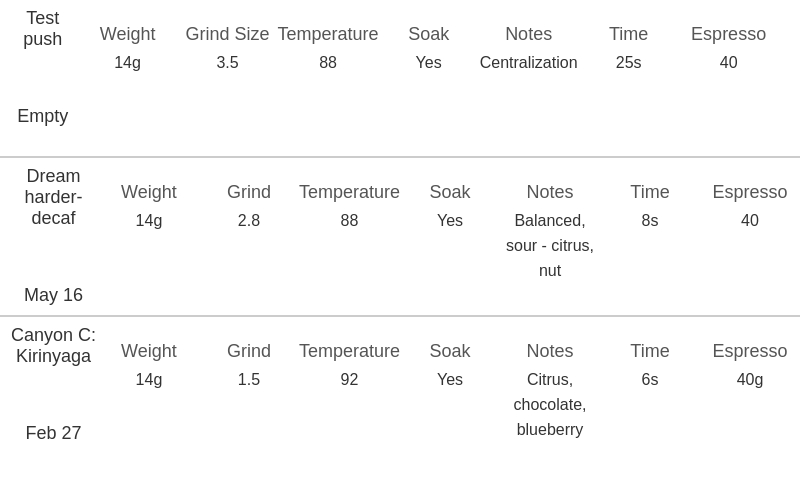 Test
push
Weight Grind Size Temperature Soak Notes Time Espresso
14g 3.5 88 Yes Centralization 25s 40
Empty
Dream
harder-
decaf
Weight Grind Temperature Soak Notes Time Espresso
14g 2.8 88 Yes Balanced, 8s 40
sour - citrus,
nut
May 16
Canyon C:
Kirinyaga
Weight Grind Temperature Soak Notes Time Espresso
14g 1.5 92 Yes Citrus, 6s 40g
chocolate,
blueberry
Feb 27